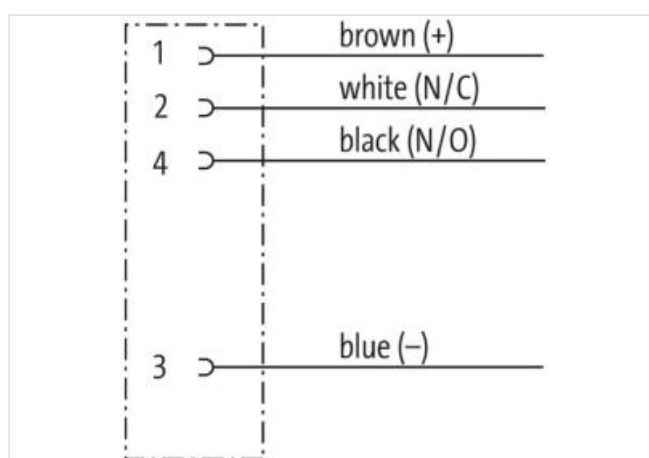 1 brown (+)
2 white (N/C)
4 black (N/O)
3 blue (–)